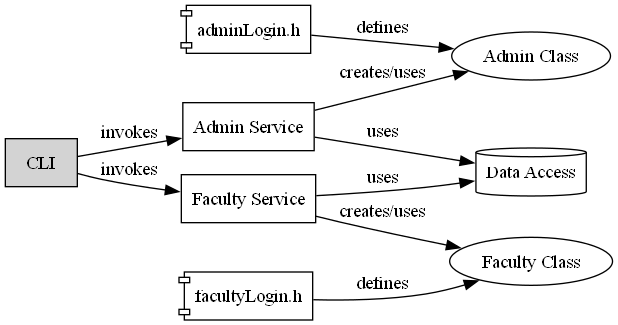 adminLogin.h
defines
Admin Class
creates/uses
invokes
Admin Service
uses
CLI
Data Access
invokes
Faculty Service
uses
creates/uses
Faculty Class
facultyLogin.h
defines